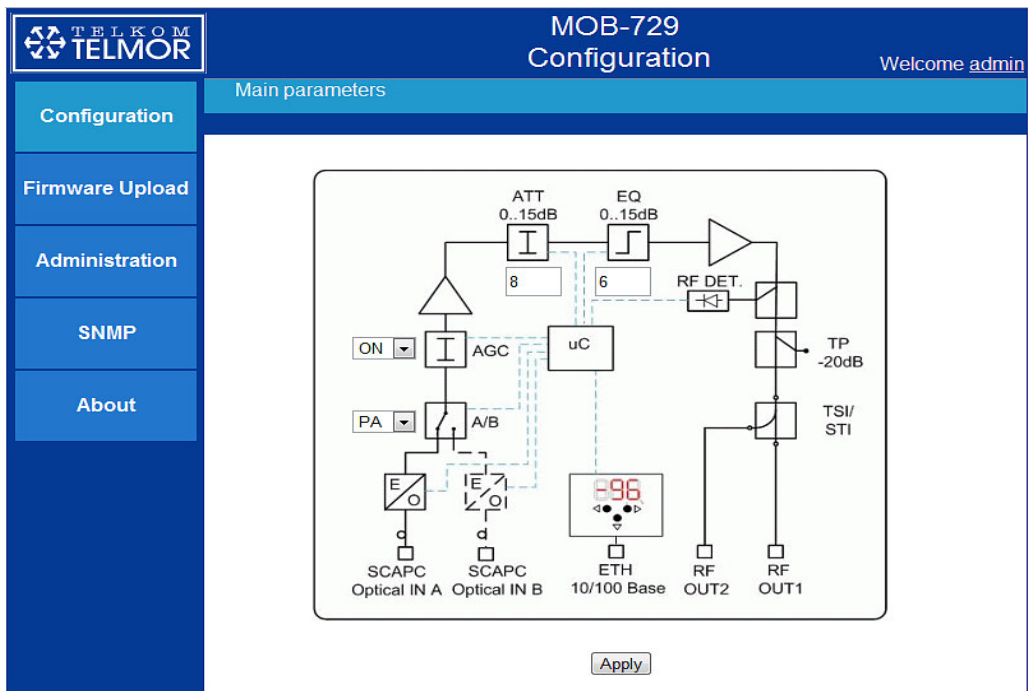 TELKOM
TELMOR
MOB-729
Configuration
Welcome admin
Configuration
Firmware Upload
Administration
SNMP
About
Main parameters
ATT
0..15dB
EQ
0..15dB
8
6
RF DET.
ON
AGC
uC
TP
-20dB
PA
A/B
TSI/
STI
E
O
E
O
-96
SCAPC
Optical IN A
SCAPC
Optical IN B
ETH
10/100 Base
RF
OUT2
RF
OUT1
Apply